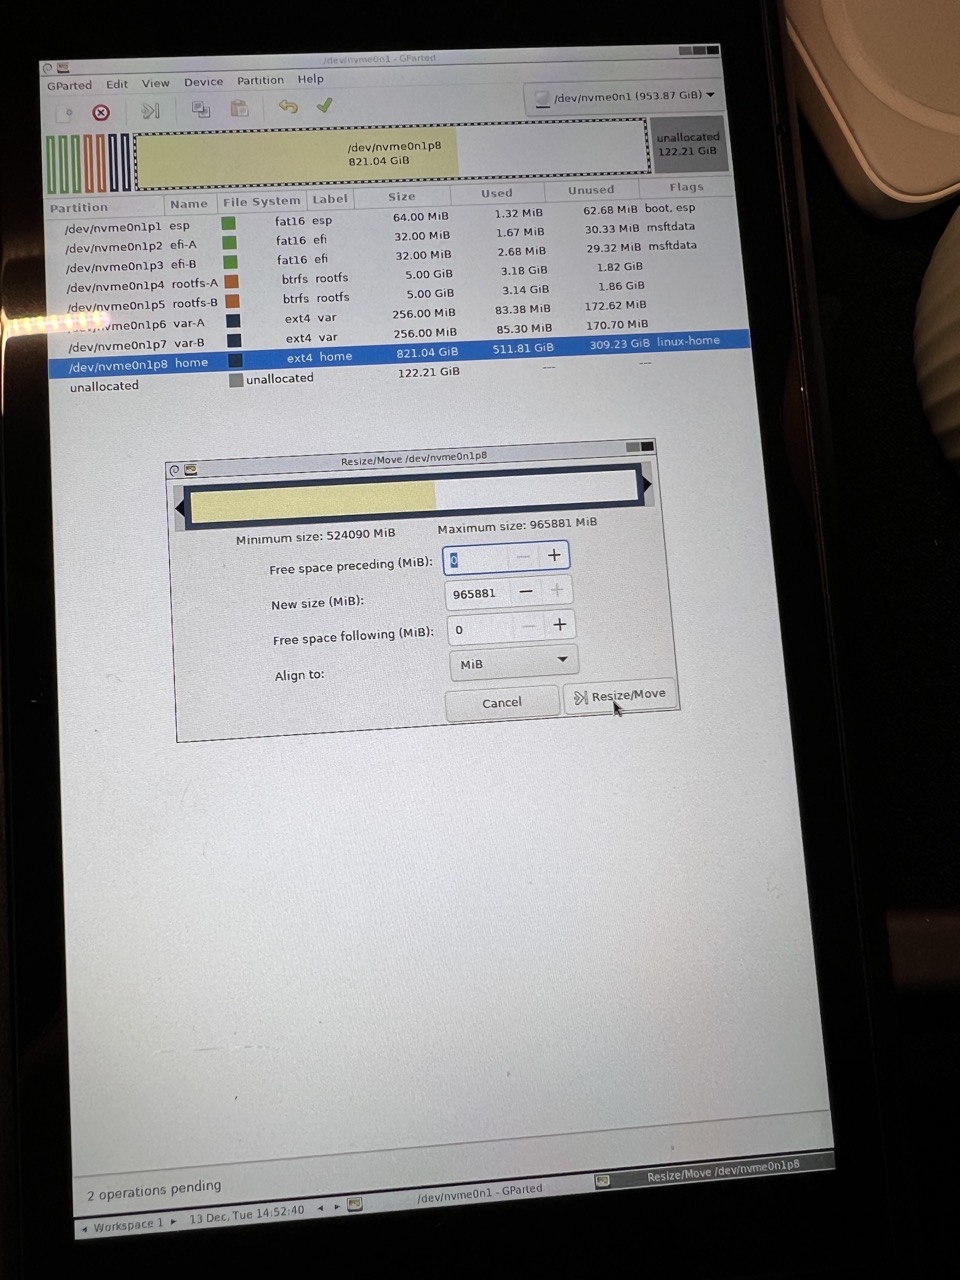 /dev/nvme0n1 - GParted
GParted Edit View Device Partition Help
/dev/nvme0n1 (953.87 GiB)
/dev/nvme0n1p8
821.04 GiB
unallocated
122.21 GiB
Partition Name File System Label Size Used Unused Flags
/dev/nvme0n1p1 esp fat16 esp 64.00 MiB 1.32 MiB 62.68 MiB boot, esp
/dev/nvme0n1p2 efi-A fat16 efi 32.00 MiB 1.67 MiB 30.33 MiB msftdata
/dev/nvme0n1p3 efi-B fat16 efi 32.00 MiB 2.68 MiB 29.32 MiB msftdata
/dev/nvme0n1p4 rootfs-A btrfs rootfs 5.00 GiB 3.18 GiB 1.82 GiB
/dev/nvme0n1p5 rootfs-B btrfs rootfs 5.00 GiB 3.14 GiB 1.86 GiB
/dev/nvme0n1p6 var-A ext4 var 256.00 MiB 83.38 MiB 172.62 MiB
/dev/nvme0n1p7 var-B ext4 var 256.00 MiB 85.30 MiB 170.70 MiB
/dev/nvme0n1p8 home ext4 home 821.04 GiB 511.81 GiB 309.23 GiB linux-home
unallocated unallocated 122.21 GiB --- ---
Resize/Move /dev/nvme0n1p8
Minimum size: 524090 MiB Maximum size: 965881 MiB
Free space preceding (MiB): 0
New size (MiB): 965881
Free space following (MiB): 0
Align to: MiB
Cancel Resize/Move
2 operations pending
Workspace 1 13 Dec, Tue 14:52:40 /dev/nvme0n1 - GParted Resize/Move /dev/nvme0n1p8